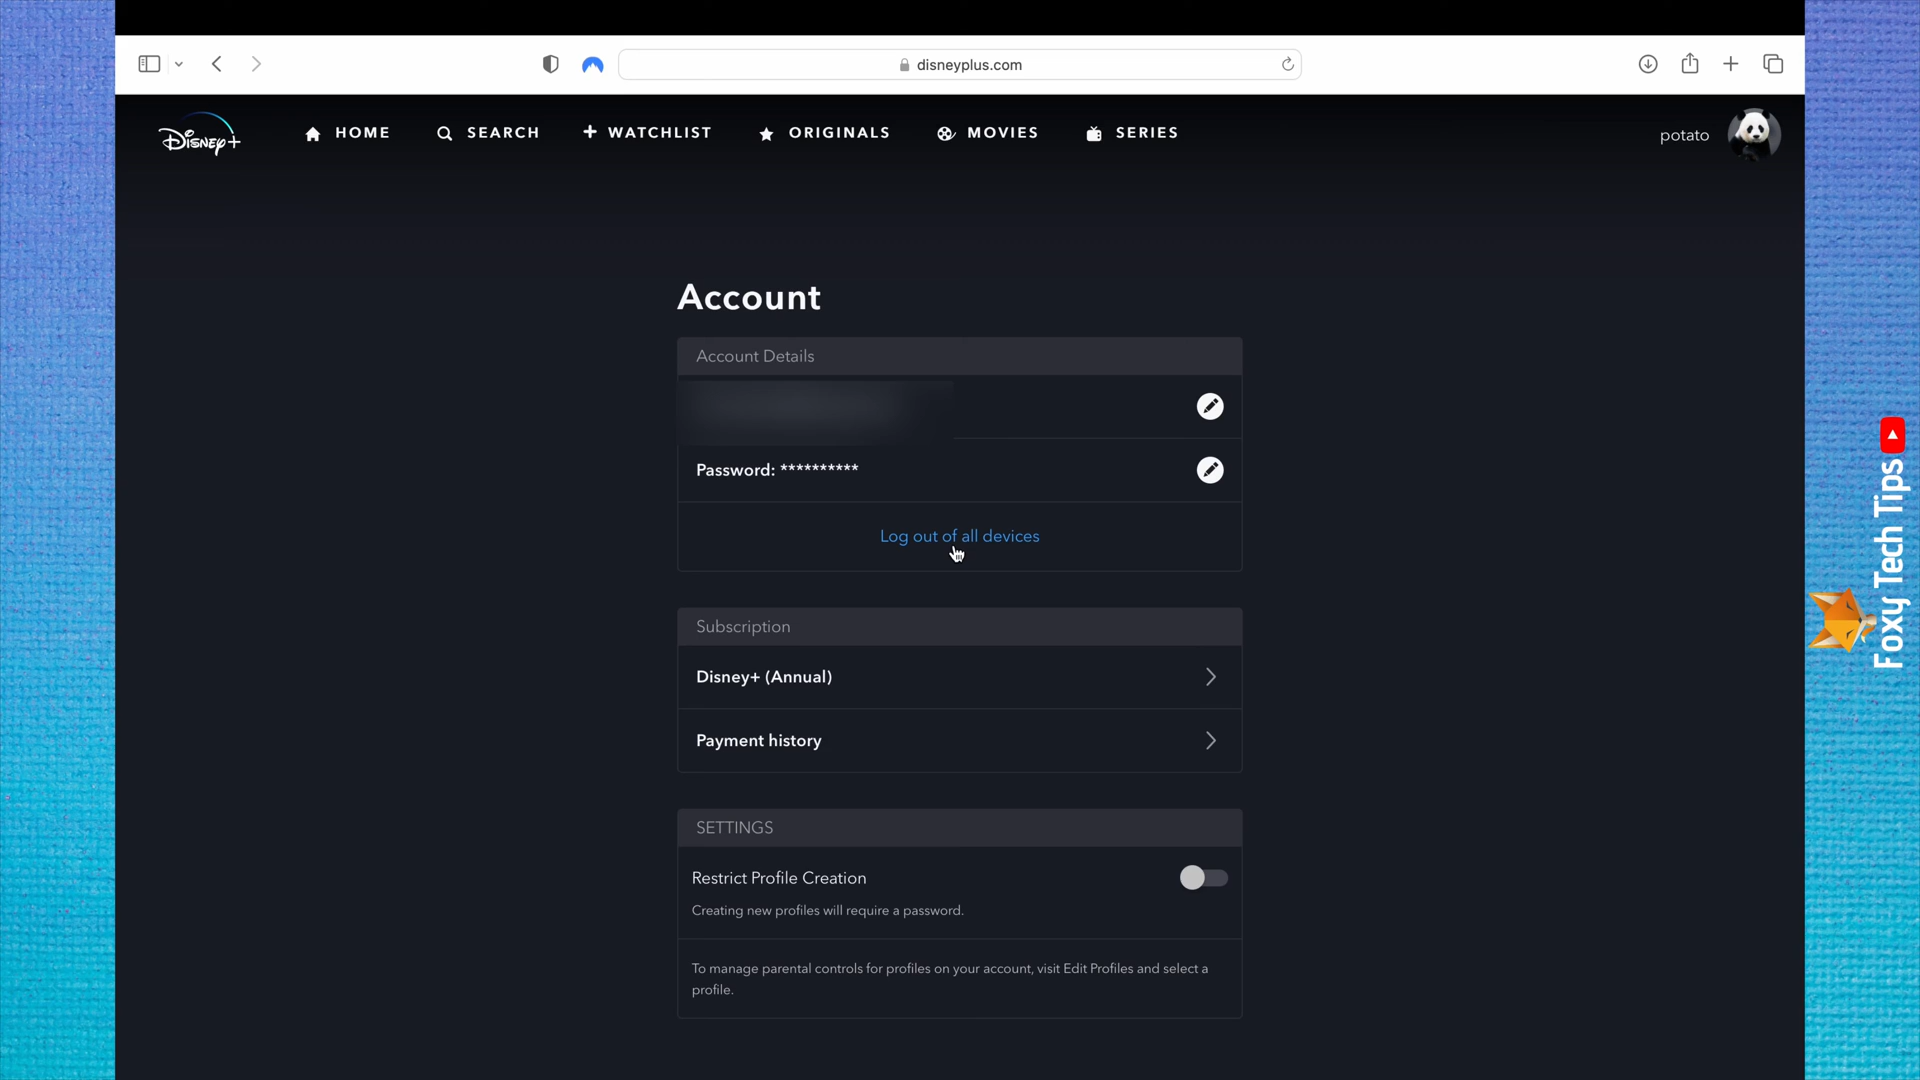 disneyplus.com
Disney+
HOME
SEARCH
WATCHLIST
ORIGINALS
MOVIES
SERIES
potato
Account
Account Details
Password: **********
Log out of all devices
Subscription
Disney+ (Annual)
Payment history
SETTINGS
Restrict Profile Creation
Creating new profiles will require a password.
To manage parental controls for profiles on your account, visit Edit Profiles and select a
profile.
Foxy Tech Tips